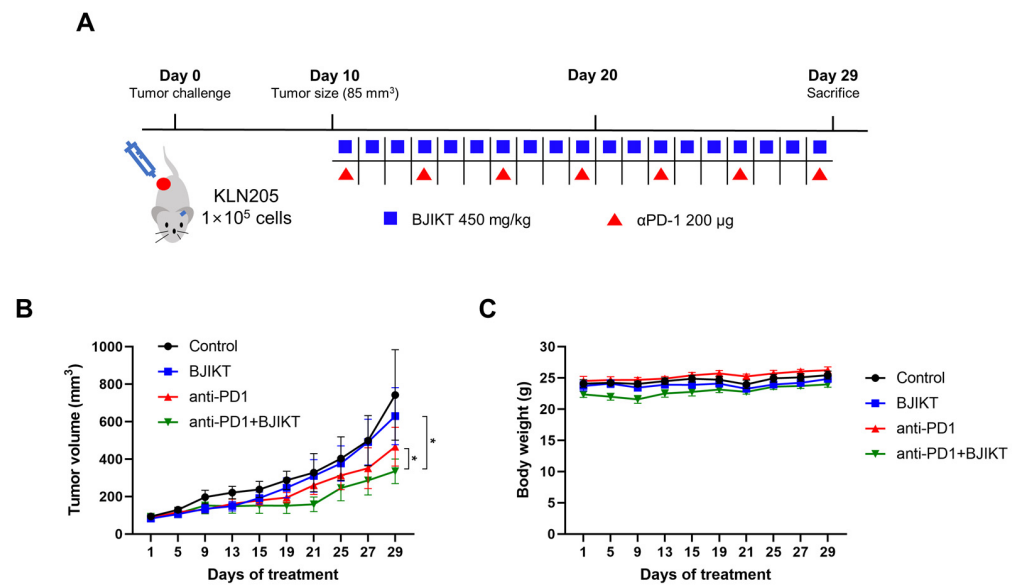 A
Day 0
Tumor challenge
Day 10
Tumor size (85 mm³)
Day 20
Day 29
Sacrifice
KLN205
1×10⁵ cells
BJIKT 450 mg/kg
αPD-1 200 µg
B
Tumor volume (mm³)
1000
800
600
400
200
0
Control
BJIKT
anti-PD1
anti-PD1+BJIKT
*
*
1 5 9 13 15 19 21 25 27 29
Days of treatment
C
Body weight (g)
30
25
20
15
10
5
0
1 5 9 13 15 19 21 25 27 29
Days of treatment
Control
BJIKT
anti-PD1
anti-PD1+BJIKT